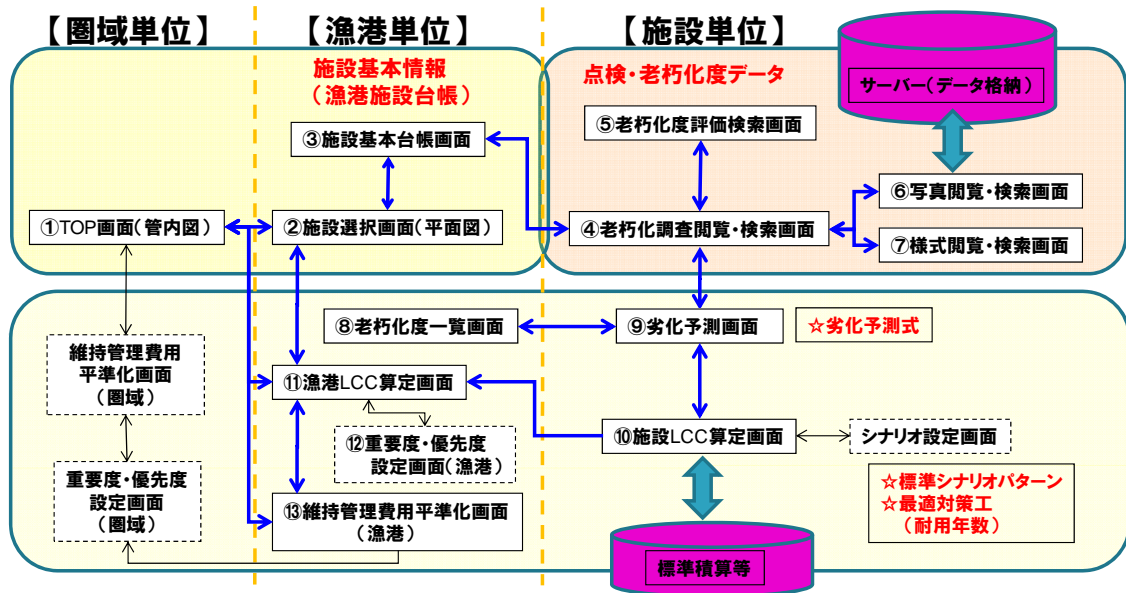 【圏域単位】
【漁港単位】
【施設単位】
施設基本情報
（漁港施設台帳）
点検・老朽化度データ
サーバー（データ格納）
③施設基本台帳画面
⑤老朽化度評価検索画面
①TOP画面（管内図）
②施設選択画面（平面図）
④老朽化調査閲覧・検索画面
⑥写真閲覧・検索画面
⑦様式閲覧・検索画面
⑧老朽化度一覧画面
⑨劣化予測画面
☆劣化予測式
維持管理費用
平準化画面
（圏域）
⑪漁港LCC算定画面
⑫重要度・優先度
設定画面（漁港）
⑩施設LCC算定画面
シナリオ設定画面
重要度・優先度
設定画面
（圏域）
⑬維持管理費用平準化画面
（漁港）
☆標準シナリオパターン
☆最適対策工
（耐用年数）
標準積算等